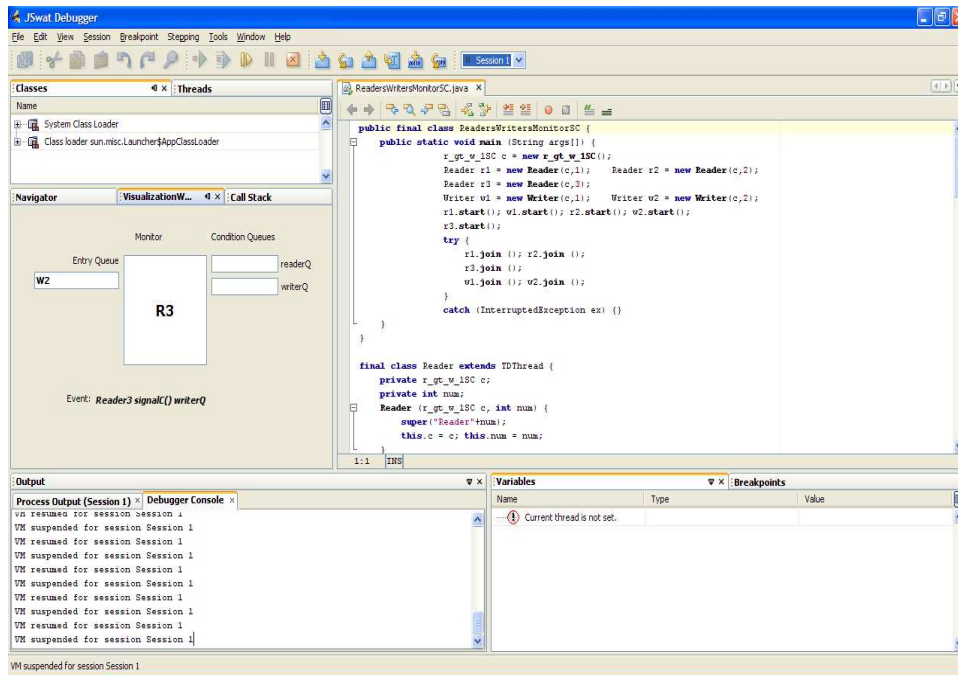 JSwat Debugger
File Edit View Session Breakpoint Stepping Tools Window Help
Session 1
Classes
Threads
Name
System Class Loader
Class loader sun.misc.Launcher$AppClassLoader
Navigator
VisualizationW...
Call Stack
Monitor
Condition Queues
Entry Queue
readerQ
W2
writerQ
R3
Event: Reader3 signalC() writerQ
ReadersWritersMonitorSC.java
public final class ReadersWritersMonitorSC {
public static void main (String args[]) {
r_gt_w_1SC c = new r_gt_w_1SC();
Reader r1 = new Reader(c,1); Reader r2 = new Reader(c,2);
Reader r3 = new Reader(c,3);
Writer w1 = new Writer(c,1); Writer w2 = new Writer(c,2);
r1.start(); w1.start(); r2.start(); w2.start();
r3.start();
try {
r1.join (); r2.join ();
r3.join ();
w1.join (); w2.join ();
}
catch (InterruptedException ex) {}
}
}
final class Reader extends TDThread {
private r_gt_w_1SC c;
private int num;
Reader (r_gt_w_1SC c, int num) {
super("Reader"+num);
this.c = c; this.num = num;
}
1:1 INS
Output
Process Output (Session 1)
Debugger Console
VM resumed for session Session 1
VM suspended for session Session 1
VM resumed for session Session 1
VM suspended for session Session 1
VM resumed for session Session 1
VM suspended for session Session 1
VM resumed for session Session 1
VM suspended for session Session 1
VM resumed for session Session 1
VM suspended for session Session 1
Variables
Breakpoints
Name Type Value
Current thread is not set.
VM suspended for session Session 1